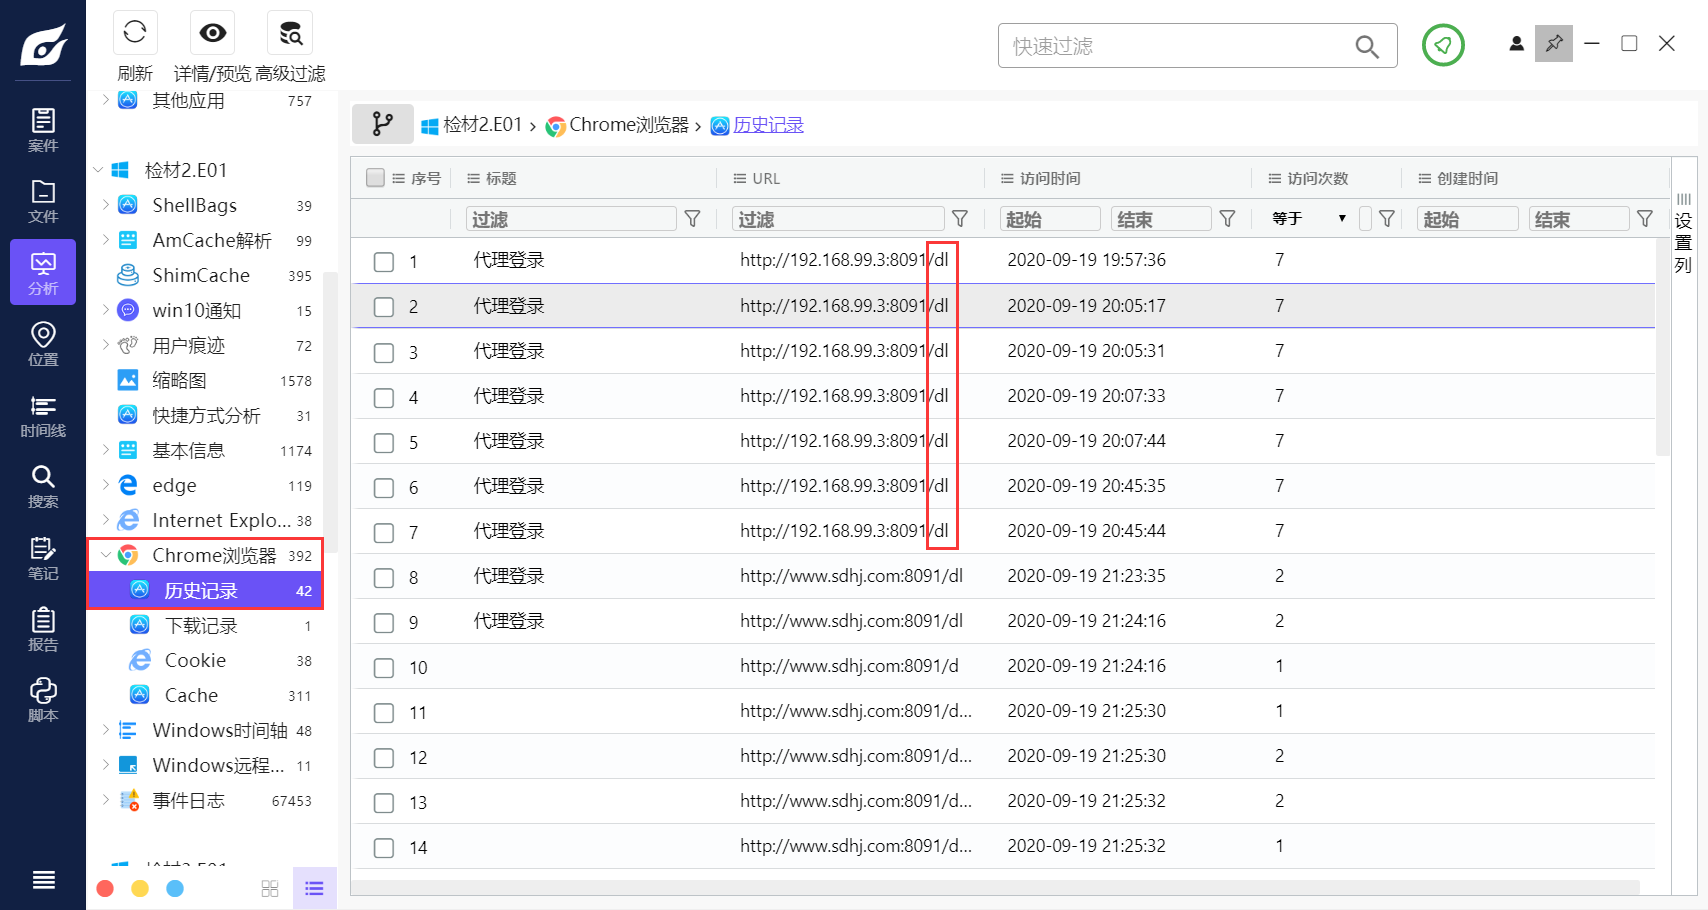 刷新
详情/预览
高级过滤
快速过滤
案件
文件
分析
位置
时间线
搜索
笔记
报告
脚本
其他应用 757
检材2.E01
ShellBags 39
AmCache解析 99
ShimCache 395
win10通知 15
用户痕迹 72
缩略图 1578
快捷方式分析 31
基本信息 1174
edge 119
Internet Explo... 38
Chrome浏览器 392
历史记录 42
下载记录 1
Cookie 38
Cache 311
Windows时间轴 48
Windows远程... 11
事件日志 67453
检材2.E01
检材2.E01 › Chrome浏览器 › 历史记录
序号 标题 URL 访问时间 访问次数 创建时间
过滤 过滤 起始 结束 等于 ▼ 起始 结束
1 代理登录 http://192.168.99.3:8091/dl 2020-09-19 19:57:36 7
2 代理登录 http://192.168.99.3:8091/dl 2020-09-19 20:05:17 7
3 代理登录 http://192.168.99.3:8091/dl 2020-09-19 20:05:31 7
4 代理登录 http://192.168.99.3:8091/dl 2020-09-19 20:07:33 7
5 代理登录 http://192.168.99.3:8091/dl 2020-09-19 20:07:44 7
6 代理登录 http://192.168.99.3:8091/dl 2020-09-19 20:45:35 7
7 代理登录 http://192.168.99.3:8091/dl 2020-09-19 20:45:44 7
8 代理登录 http://www.sdhj.com:8091/dl 2020-09-19 21:23:35 2
9 代理登录 http://www.sdhj.com:8091/dl 2020-09-19 21:24:16 2
10 http://www.sdhj.com:8091/d 2020-09-19 21:24:16 1
11 http://www.sdhj.com:8091/d... 2020-09-19 21:25:30 1
12 http://www.sdhj.com:8091/d... 2020-09-19 21:25:30 2
13 http://www.sdhj.com:8091/d... 2020-09-19 21:25:32 2
14 http://www.sdhj.com:8091/d... 2020-09-19 21:25:32 1
设置列